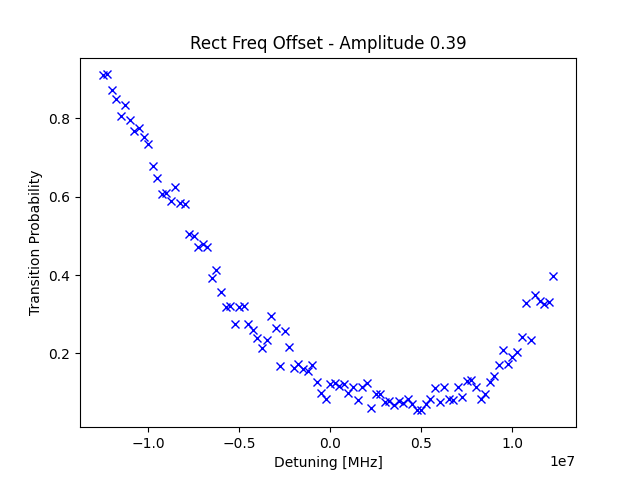 Rect Freq Offset - Amplitude 0.39
Transition Probability
0.8
0.6
0.4
0.2
−1.0
−0.5
0.0
0.5
1.0
1e7
Detuning [MHz]